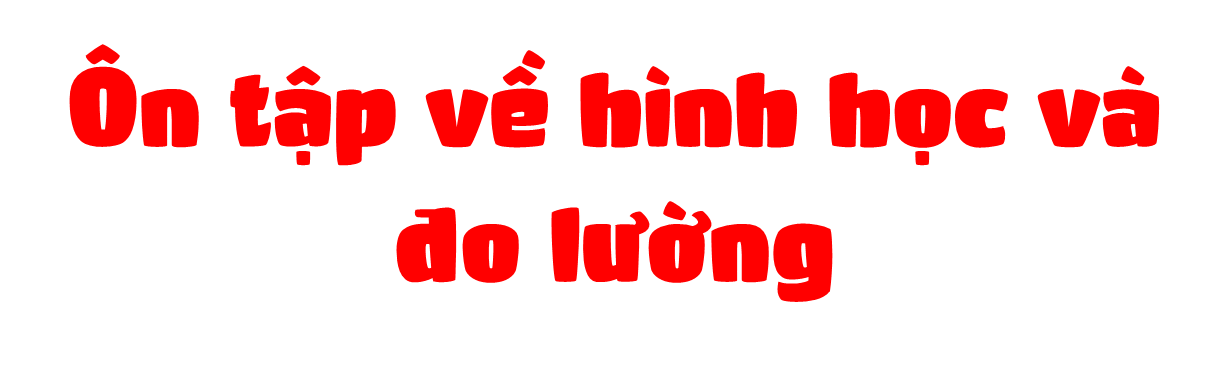 Ôn tập về hình học và
đo lường